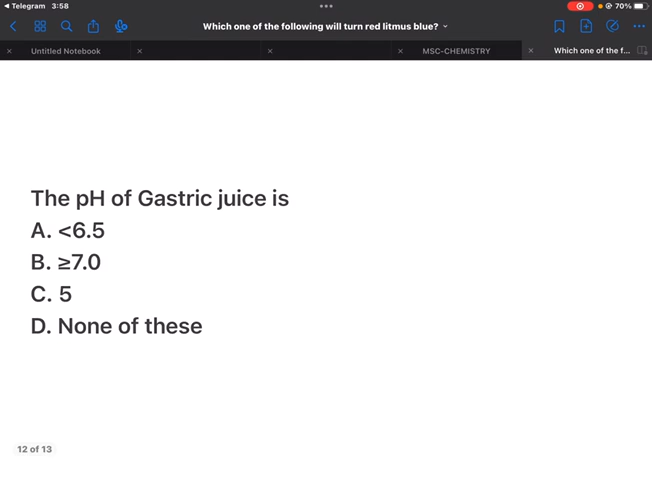 Telegram 3:58
70%
Which one of the following will turn red litmus blue?
Untitled Notebook
MSC-CHEMISTRY
Which one of the f...
The pH of Gastric juice is
A. <6.5
B. ≥7.0
C. 5
D. None of these
12 of 13